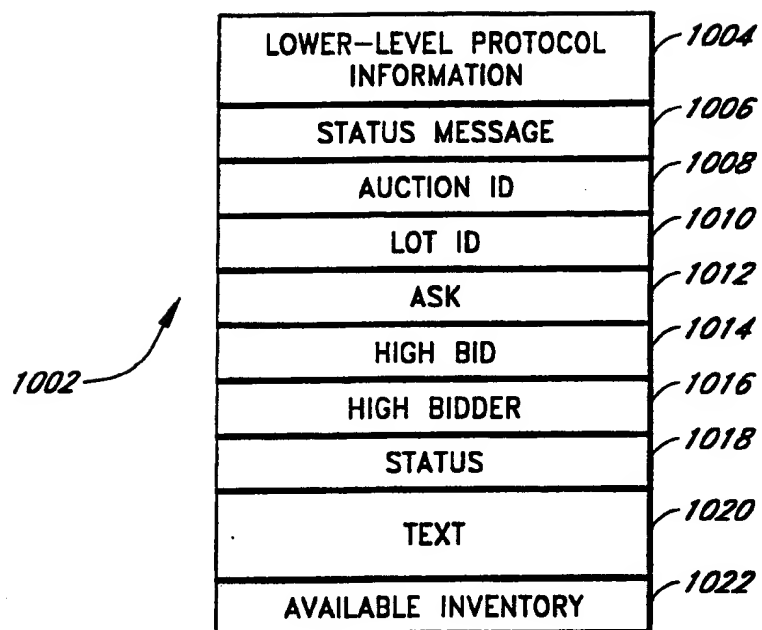 LOWER-LEVEL PROTOCOL INFORMATION 1004
STATUS MESSAGE 1006
AUCTION ID 1008
LOT ID 1010
ASK 1012
HIGH BID 1014
1002
HIGH BIDDER 1016
STATUS 1018
TEXT 1020
AVAILABLE INVENTORY 1022